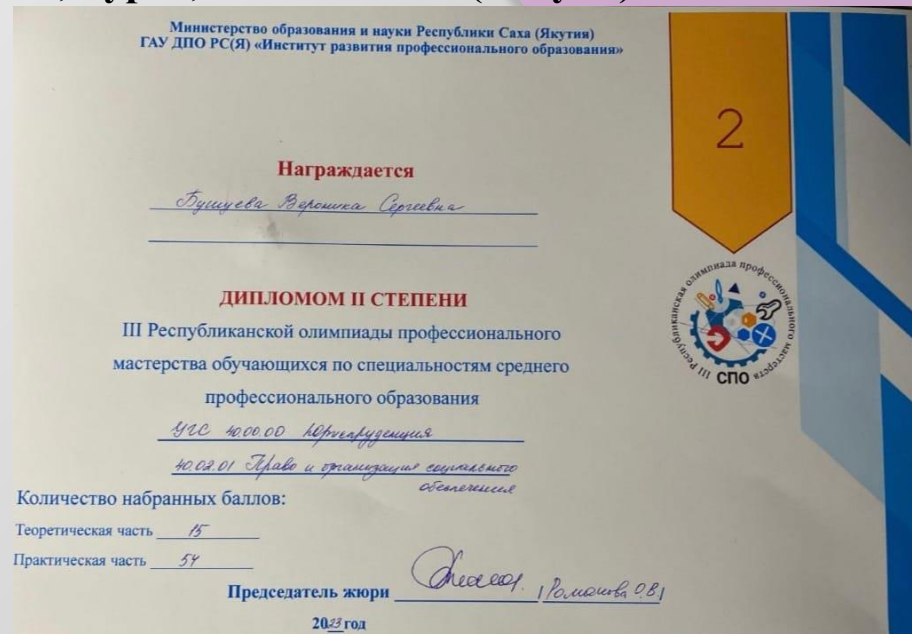 Министерство образования и науки Республики Саха (Якутия)
ГАУ ДПО РС(Я) «Институт развития профессионального образования»
2
Награждается
Бушуева Вероника Сергеевна
ДИПЛОМОМ II СТЕПЕНИ
III Республиканской олимпиады профессионального
мастерства обучающихся по специальностям среднего
профессионального образования
УГС 40.00.00 Юриспруденция
40.02.01 Право и организация социального
обеспечения
III Республиканская олимпиада профессионального мастерства
СПО
Количество набранных баллов:
Теоретическая часть 15
Практическая часть 54
Председатель жюри /Романова О.В/
2023 год